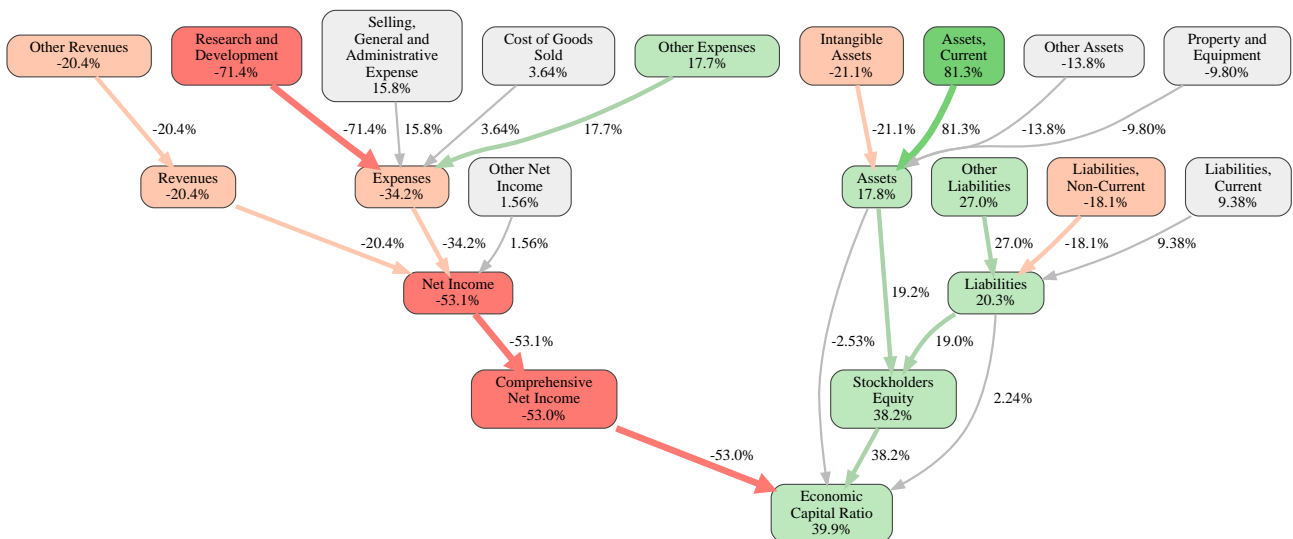 Other Revenues
-20.4%
Research and
Development
-71.4%
Selling,
General and
Administrative
Expense
15.8%
Cost of Goods
Sold
3.64%
Other Expenses
17.7%
Intangible
Assets
-21.1%
Assets,
Current
81.3%
Other Assets
-13.8%
Property and
Equipment
-9.80%
-20.4%
-71.4%
15.8%
3.64%
17.7%
-21.1%
81.3%
-13.8%
-9.80%
Revenues
-20.4%
Expenses
-34.2%
Other Net
Income
1.56%
Assets
17.8%
Other
Liabilities
27.0%
Liabilities,
Non-Current
-18.1%
Liabilities,
Current
9.38%
-20.4%
-34.2%
1.56%
27.0%
-18.1%
9.38%
Net Income
-53.1%
Liabilities
20.3%
19.2%
-53.1%
-2.53%
19.0%
Comprehensive
Net Income
-53.0%
Stockholders
Equity
38.2%
2.24%
-53.0%
38.2%
Economic
Capital Ratio
39.9%